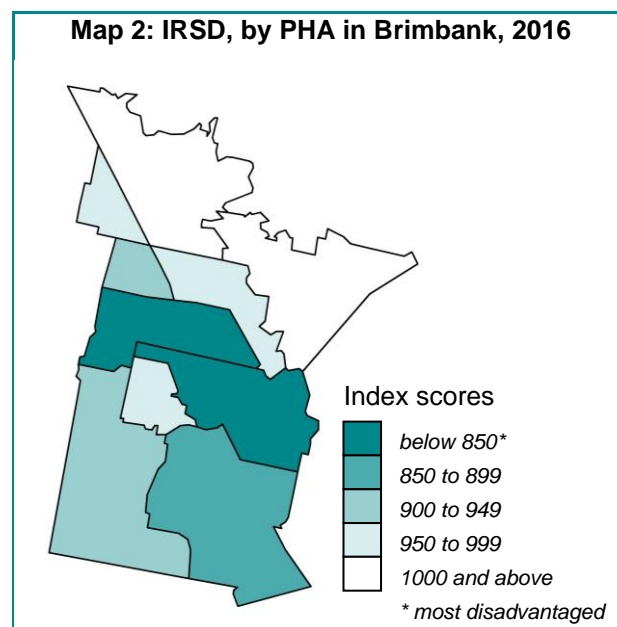 Map 2: IRSD, by PHA in Brimbank, 2016
Index scores
below 850*
850 to 899
900 to 949
950 to 999
1000 and above
* most disadvantaged